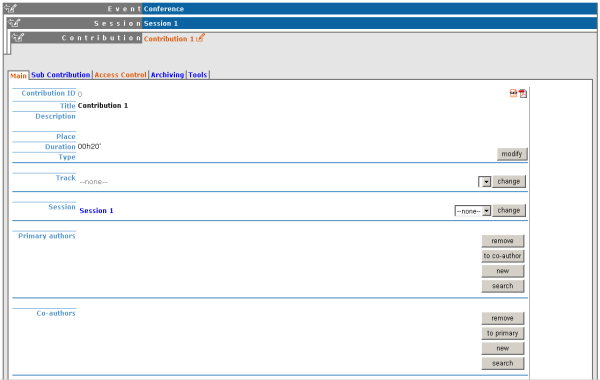 Event Conference
Session Session 1
Contribution Contribution 1
Main Sub Contribution Access Control Archiving Tools
Contribution ID 0
Title Contribution 1
Description
Place
Duration 00h20'
Type
modify
Track --none-- change
Session Session 1 --none-- change
Primary authors
remove
to co-author
new
search
Co-authors
remove
to primary
new
search